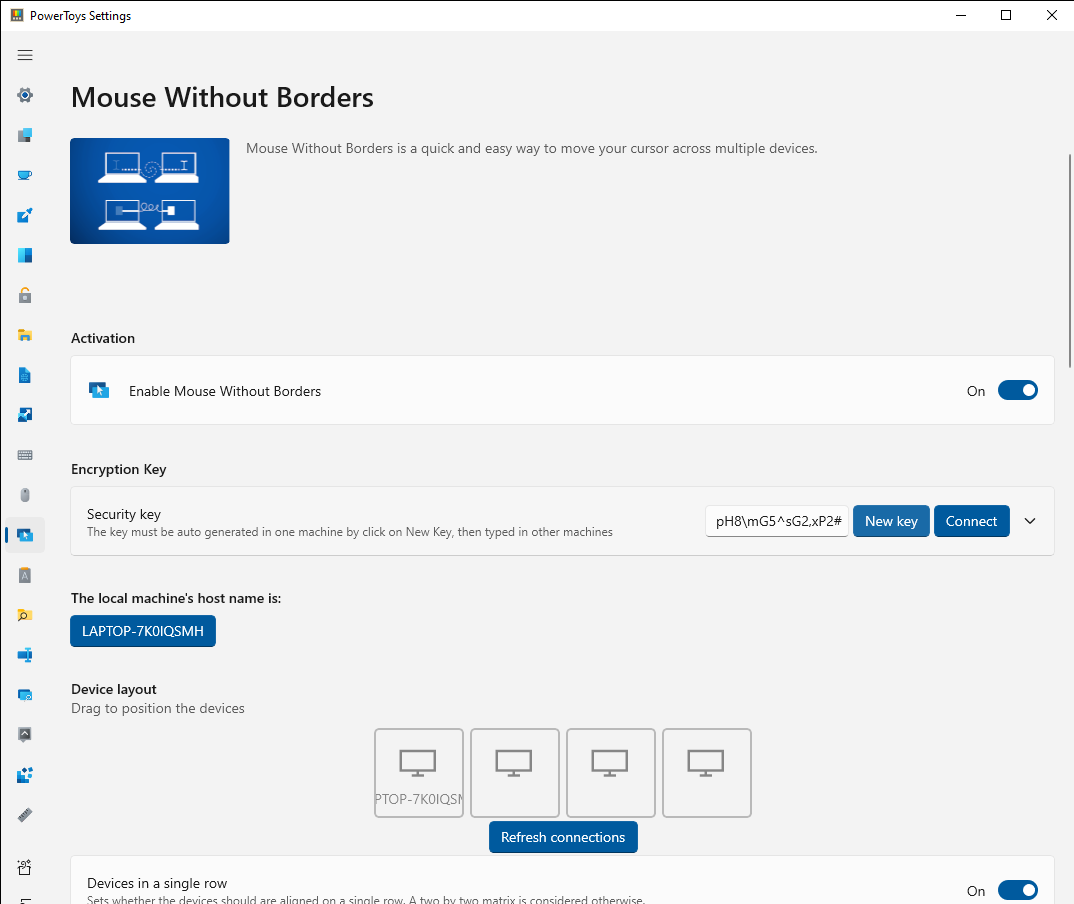 PowerToys Settings
Mouse Without Borders
Mouse Without Borders is a quick and easy way to move your cursor across multiple devices.
Activation
Enable Mouse Without Borders
On
Encryption Key
Security key
The key must be auto generated in one machine by click on New Key, then typed in other machines
pH8\mG5^sG2,xP2#
New key
Connect
The local machine's host name is:
LAPTOP-7K0IQSMH
Device layout
Drag to position the devices
PTOP-7K0IQSM
Refresh connections
Devices in a single row
On
Sets whether the devices should are aligned on a single row. A two by two matrix is considered otherwise.